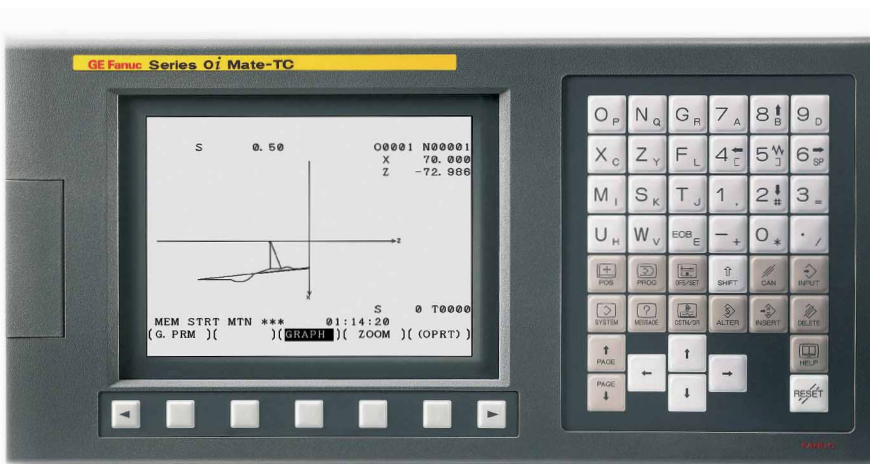 GE Fanuc Series 0i Mate-TC
S 0.50 O0001 N00001
X 70.000
Z -72.986
Z
X
S 0 T0000
MEM STRT MTN *** 01:14:20
(G.PRM )( )(GRAPH )( ZOOM )((OPRT) )
O P N Q G R 7 A 8 B 9 D
X C Z Y F L 4 [ 5 ] 6 SP
M I S K T J 1 , 2 # 3 =
U H W V EOB E - + 0 * . /
POS PROG OFS/SET SHIFT CAN INPUT
SYSTEM MESSAGE CSTM/GR ALTER INSERT DELETE
PAGE HELP
PAGE RESET
FANUC